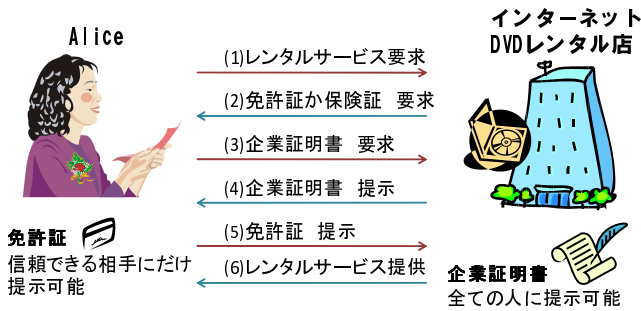 Alice
インターネット
DVDレンタル店
(1)レンタルサービス要求
(2)免許証か保険証 要求
(3)企業証明書 要求
(4)企業証明書 提示
(5)免許証 提示
(6)レンタルサービス提供
免許証
信頼できる相手にだけ
提示可能
企業証明書
全ての人に提示可能